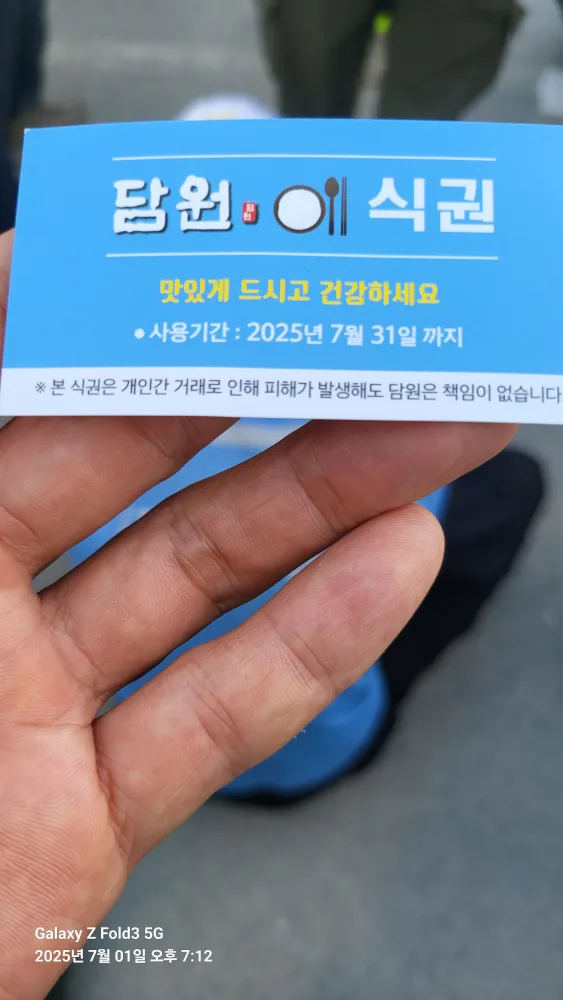 담원 담원 식권
맛있게 드시고 건강하세요
● 사용기간 : 2025년 7월 31일 까지
※ 본 식권은 개인간 거래로 인해 피해가 발생해도 담원은 책임이 없습니다
Galaxy Z Fold3 5G
2025년 7월 01일 오후 7:12